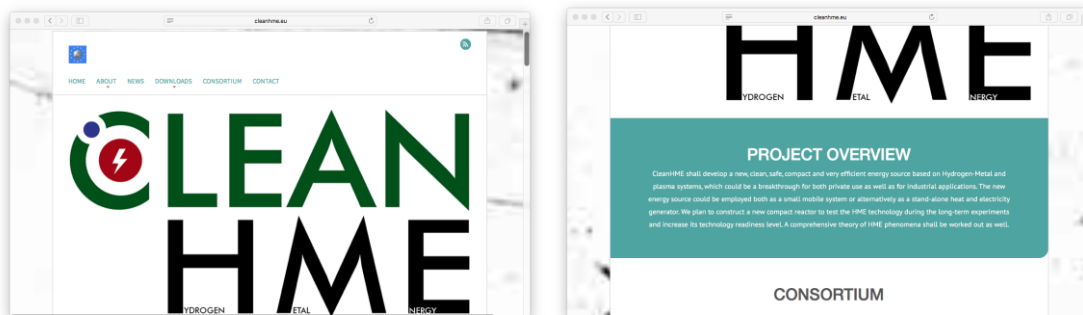 cleanhme.eu
HOME ABOUT NEWS DOWNLOADS CONSORTIUM CONTACT
CLEAN
HME
YDROGEN ETAL NERGY
cleanhme.eu
HME
YDROGEN ETAL NERGY
PROJECT OVERVIEW
CleanHME shall develop a new, clean, safe, compact and very efficient energy source based on Hydrogen-Metal and
plasma systems, which could be a breakthrough for both private use as well as for industrial applications. The new
energy source could be employed both as a small mobile system or alternatively as a stand-alone heat and electricity
generator. We plan to construct a new compact reactor to test the HME technology during the long-term experiments
and increase its technology readiness level. A comprehensive theory of HME phenomena shall be worked out as well.
CONSORTIUM